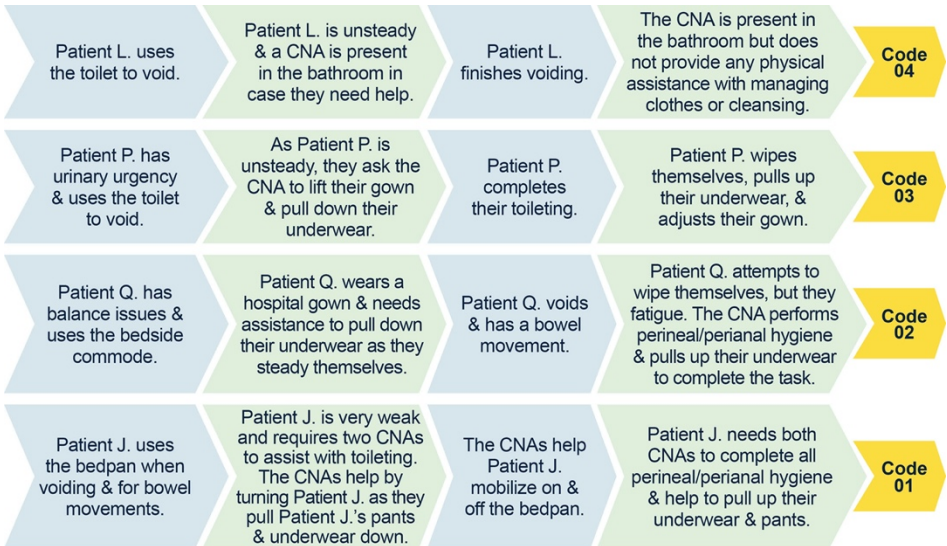 Patient L. uses
the toilet to void.
Patient L. is unsteady
& a CNA is present
in the bathroom in
case they need help.
Patient L.
finishes voiding.
The CNA is present in
the bathroom but does
not provide any physical
assistance with managing
clothes or cleansing.
Code
04
Patient P. has
urinary urgency
& uses the toilet
to void.
As Patient P. is
unsteady, they ask the
CNA to lift their gown
& pull down their
underwear.
Patient P.
completes
their toileting.
Patient P. wipes
themselves, pulls up
their underwear, &
adjusts their gown.
Code
03
Patient Q. has
balance issues &
uses the bedside
commode.
Patient Q. wears a
hospital gown & needs
assistance to pull down
their underwear as they
steady themselves.
Patient Q. voids
& has a bowel
movement.
Patient Q. attempts to
wipe themselves, but they
fatigue. The CNA performs
perineal/perianal hygiene
& pulls up their underwear
to complete the task.
Code
02
Patient J. uses
the bedpan when
voiding & for bowel
movements.
Patient J. is very weak
and requires two CNAs
to assist with toileting.
The CNAs help by
turning Patient J. as they
pull Patient J.’s pants
& underwear down.
The CNAs help
Patient J.
mobilize on &
off the bedpan.
Patient J. needs both
CNAs to complete all
perineal/perianal hygiene
& help to pull up their
underwear & pants.
Code
01